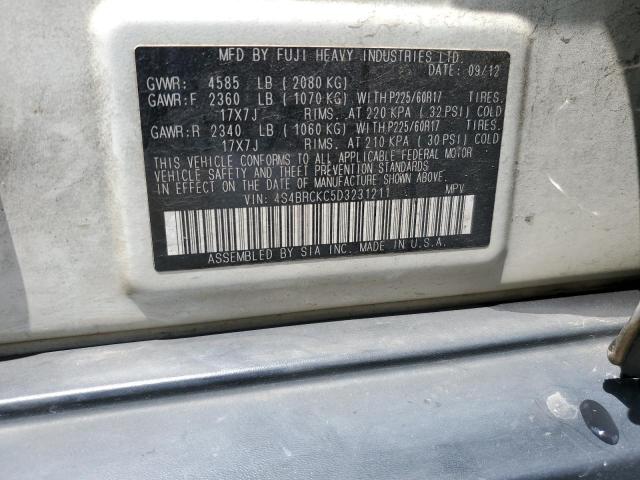 MFD BY FUJI HEAVY INDUSTRIES LTD.
DATE: 09/12
GVWR: 4585 LB ( 2080 KG)
GAWR:F 2360 LB ( 1070 KG) WITH P225/60R17 TIRES.
17X7J RIMS. AT 220 KPA ( 32 PSI) COLD
GAWR:R 2340 LB ( 1060 KG) WITH P225/60R17 TIRES.
17X7J RIMS. AT 210 KPA ( 30 PSI) COLD
THIS VEHICLE CONFORMS TO ALL APPLICABLE FEDERAL MOTOR
VEHICLE SAFETY AND THEFT PREVENTION STANDARDS
IN EFFECT ON THE DATE OF MANUFACTURE SHOWN ABOVE.
VIN: 4S4BRCKC5D3231211 MPV
ASSEMBLED BY SIA INC. MADE IN U.S.A.